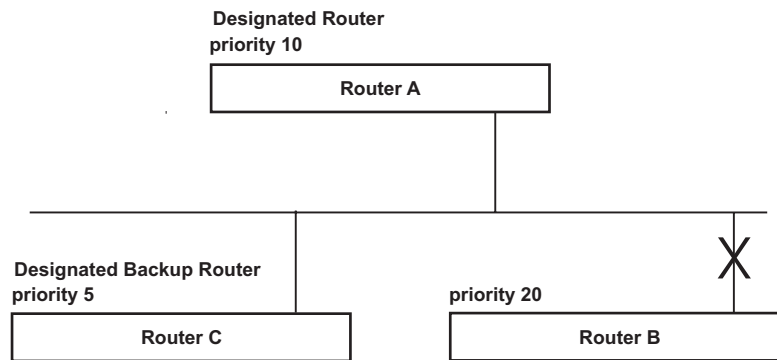 Designated Router
priority 10
Router A
Designated Backup Router
priority 5
Router C
priority 20
Router B
X